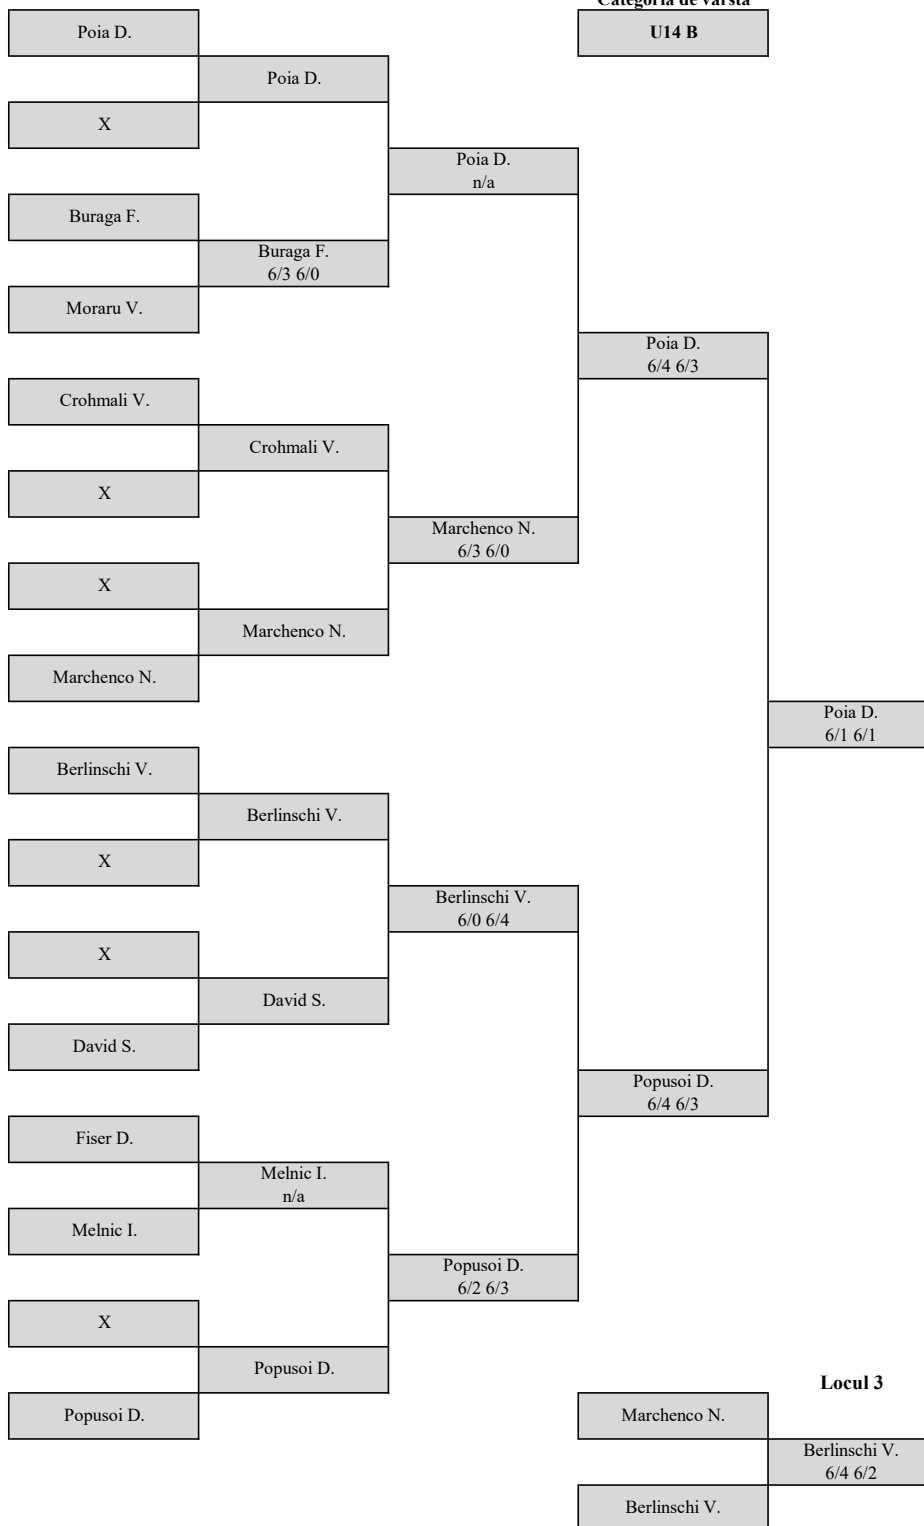 Categoria de varsta
Poia D.
U14 B
Poia D.
X
Poia D.
n/a
Buraga F.
Buraga F.
6/3 6/0
Moraru V.
Poia D.
6/4 6/3
Crohmali V.
Crohmali V.
X
Marchenco N.
6/3 6/0
X
Marchenco N.
Marchenco N.
Poia D.
6/1 6/1
Berlinschi V.
Berlinschi V.
X
Berlinschi V.
6/0 6/4
X
David S.
David S.
Popusoi D.
6/4 6/3
Fiser D.
Melnic I.
n/a
Melnic I.
Popusoi D.
6/2 6/3
X
Popusoi D.
Locul 3
Popusoi D.
Marchenco N.
Berlinschi V.
6/4 6/2
Berlinschi V.